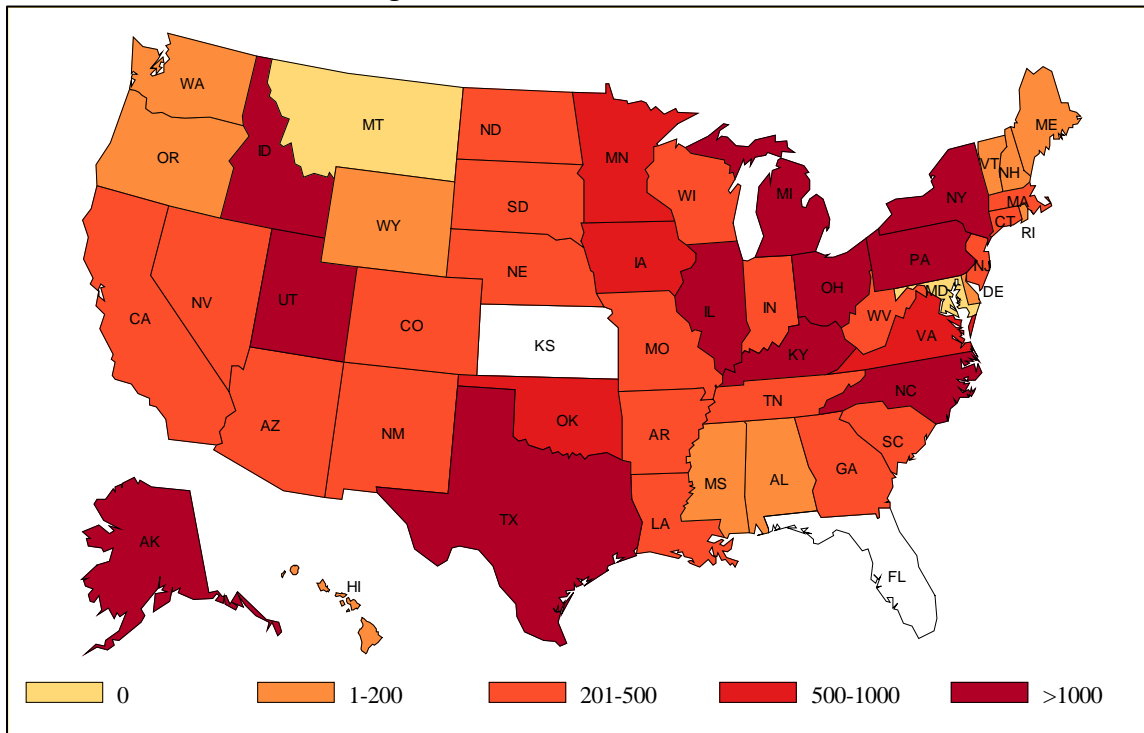 WA
MT
ND
MN
ME
VT
NH
OR
ID
SD
WI
MI
NY
MA
CT
RI
WY
NE
IA
PA
NJ
NV
UT
CO
KS
MO
IL
IN
OH
WV
MD
DE
VA
CA
KY
NC
AZ
NM
OK
AR
TN
SC
TX
LA
MS
AL
GA
FL
AK
HI
0
1-200
201-500
500-1000
>1000